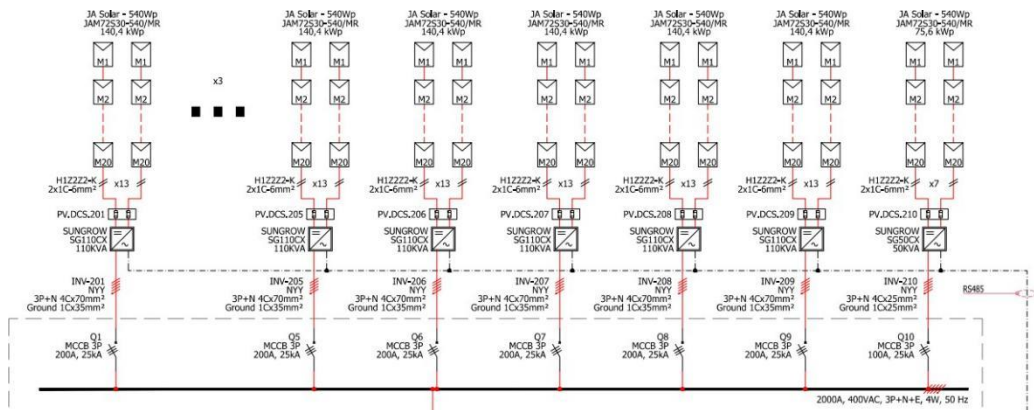 JA Solar - 540Wp
JAM72S30-540/MR
140,4 kWp
JA Solar - 540Wp
JAM72S30-540/MR
140,4 kWp
JA Solar - 540Wp
JAM72S30-540/MR
140,4 kWp
JA Solar - 540Wp
JAM72S30-540/MR
140,4 kWp
JA Solar - 540Wp
JAM72S30-540/MR
140,4 kWp
JA Solar - 540Wp
JAM72S30-540/MR
140,4 kWp
JA Solar - 540Wp
JAM72S30-540/MR
75,6 kWp
M1 M1 M1 M1 M1 M1 M1 M1 M1 M1 M1 M1 M1 M1
x3
M2 M2 M2 M2 M2 M2 M2 M2 M2 M2 M2 M2 M2 M2
M20 M20 M20 M20 M20 M20 M20 M20 M20 M20 M20 M20 M20 M20
H1Z2Z2-K
2x1C-6mm²
x13
H1Z2Z2-K
2x1C-6mm²
x13
H1Z2Z2-K
2x1C-6mm²
x13
H1Z2Z2-K
2x1C-6mm²
x13
H1Z2Z2-K
2x1C-6mm²
x13
H1Z2Z2-K
2x1C-6mm²
x13
H1Z2Z2-K
2x1C-6mm²
x7
PV.DCS.201
PV.DCS.205
PV.DCS.206
PV.DCS.207
PV.DCS.208
PV.DCS.209
PV.DCS.210
SUNGROW
SG110CX
110KVA
SUNGROW
SG110CX
110KVA
SUNGROW
SG110CX
110KVA
SUNGROW
SG110CX
110KVA
SUNGROW
SG110CX
110KVA
SUNGROW
SG110CX
110KVA
SUNGROW
SG50CX
50KVA
INV-201
NYY
3P+N 4Cx70mm²
Ground 1Cx35mm²
INV-205
NYY
3P+N 4Cx70mm²
Ground 1Cx35mm²
INV-206
NYY
3P+N 4Cx70mm²
Ground 1Cx35mm²
INV-207
NYY
3P+N 4Cx70mm²
Ground 1Cx35mm²
INV-208
NYY
3P+N 4Cx70mm²
Ground 1Cx35mm²
INV-209
NYY
3P+N 4Cx70mm²
Ground 1Cx35mm²
INV-210
NYY
3P+N 4Cx25mm²
Ground 1Cx25mm²
RS485
Q1
MCCB 3P
200A, 25kA
Q5
MCCB 3P
200A, 25kA
Q6
MCCB 3P
200A, 25kA
Q7
MCCB 3P
200A, 25kA
Q8
MCCB 3P
200A, 25kA
Q9
MCCB 3P
200A, 25kA
Q10
MCCB 3P
100A, 25kA
2000A, 400VAC, 3P+N+E, 4W, 50 Hz